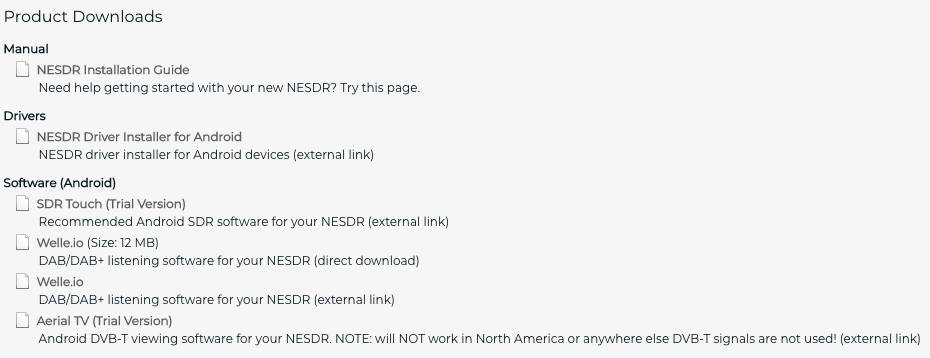 Product Downloads
Manual
NESDR Installation Guide
Need help getting started with your new NESDR? Try this page.
Drivers
NESDR Driver Installer for Android
NESDR driver installer for Android devices (external link)
Software (Android)
SDR Touch (Trial Version)
Recommended Android SDR software for your NESDR (external link)
Welle.io (Size: 12 MB)
DAB/DAB+ listening software for your NESDR (direct download)
Welle.io
DAB/DAB+ listening software for your NESDR (external link)
Aerial TV (Trial Version)
Android DVB-T viewing software for your NESDR. NOTE: will NOT work in North America or anywhere else DVB-T signals are not used! (external link)